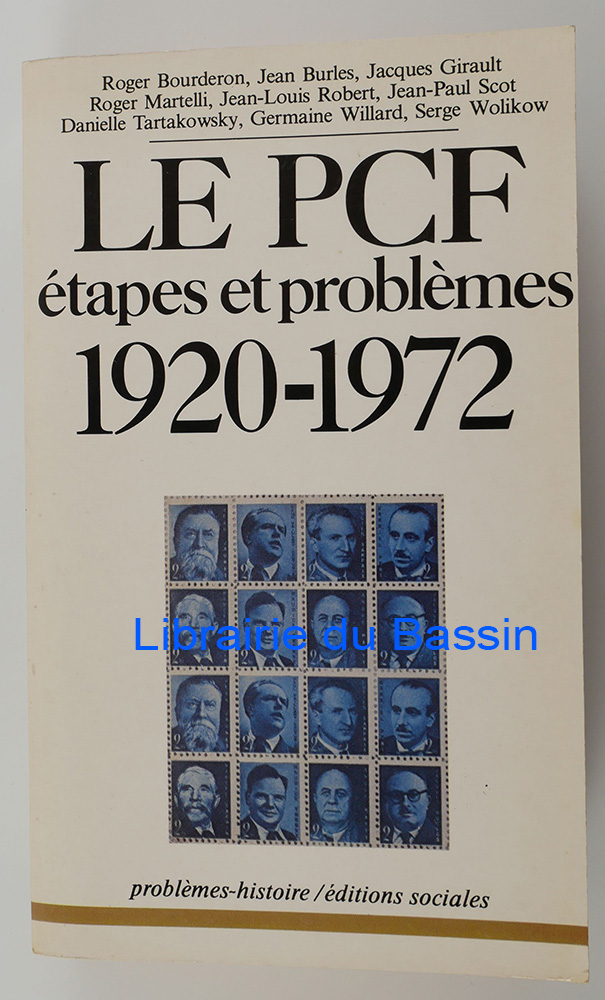 Roger Bourderon, Jean Burles, Jacques Girault
Roger Martelli, Jean-Louis Robert, Jean-Paul Scot
Danielle Tartakowsky, Germaine Willard, Serge Wolikow
LE PCF
étapes et problèmes
1920-1972
Librairie du Bassin
problèmes-histoire/éditions sociales